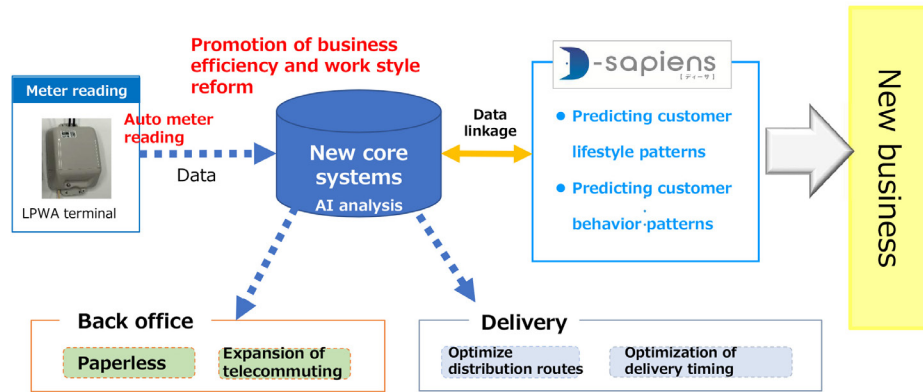 Promotion of business
efficiency and work style
reform
Meter reading
Auto meter
reading
Data
LPWA terminal
New core
systems
AI analysis
Data
linkage
D-sapiens
[ディーサ]
● Predicting customer
lifestyle patterns
● Predicting customer
behavior patterns
New business
Back office
Paperless
Expansion of
telecommuting
Delivery
Optimize
distribution routes
Optimization of
delivery timing